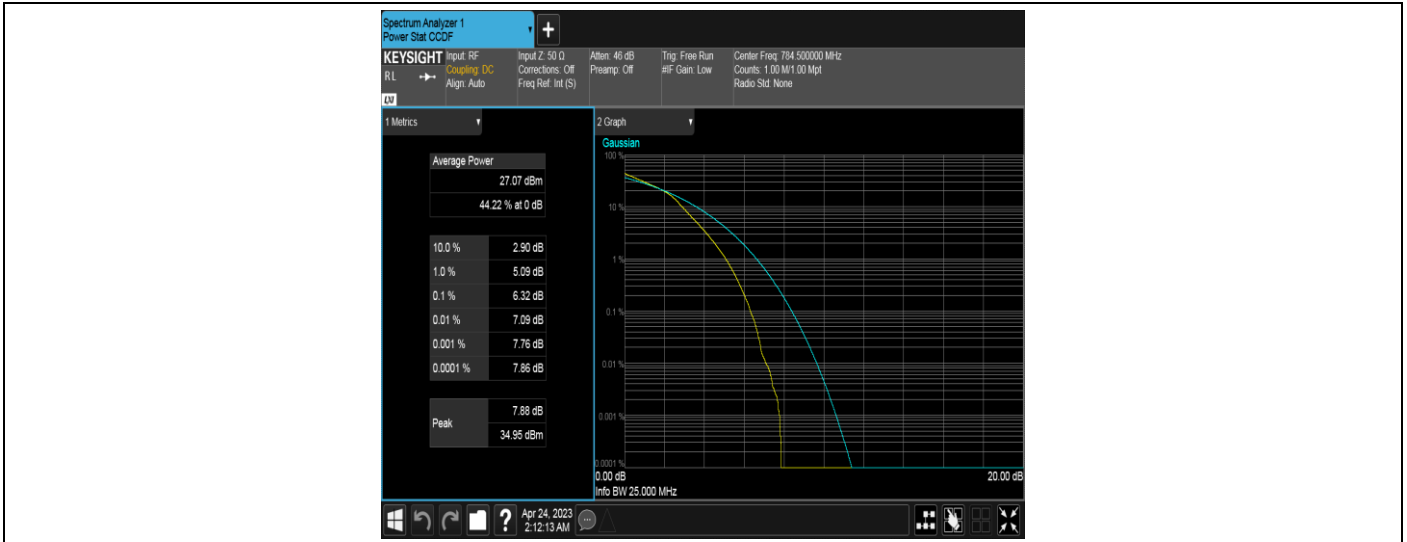 Spectrum Analyzer 1
Power Stat CCDF
+
KEYSIGHT
RL
LXI
Input: RF
Coupling: DC
Align: Auto
Input Z: 50 Ω
Corrections: Off
Freq Ref: Int (S)
Atten: 46 dB
Preamp: Off
Trig: Free Run
#IF Gain: Low
Center Freq: 784.500000 MHz
Counts: 1.00 M/1.00 Mpt
Radio Std: None
1 Metrics
Average Power
27.07 dBm
44.22 % at 0 dB
10.0 % 2.90 dB
1.0 % 5.09 dB
0.1 % 6.32 dB
0.01 % 7.09 dB
0.001 % 7.76 dB
0.0001 % 7.86 dB
Peak
7.88 dB
34.95 dBm
2 Graph
Gaussian
100 %
10 %
1 %
0.1 %
0.01 %
0.001 %
0.0001 %
0.00 dB 20.00 dB
Info BW 25.000 MHz
?
Apr 24, 2023
2:12:13 AM